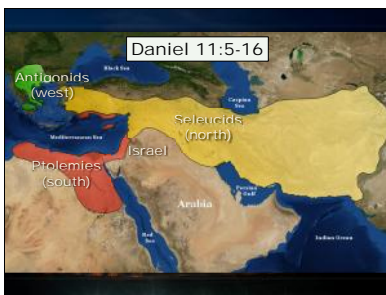 Daniel 11:5-16
Black Sea
Antigonids
(west)
Caspian
Sea
Seleucids
(north)
Mediterranean Sea
Israel
Ptolemies
(south)
Persian
Gulf
Arabia
Red
Sea
Indian Ocean